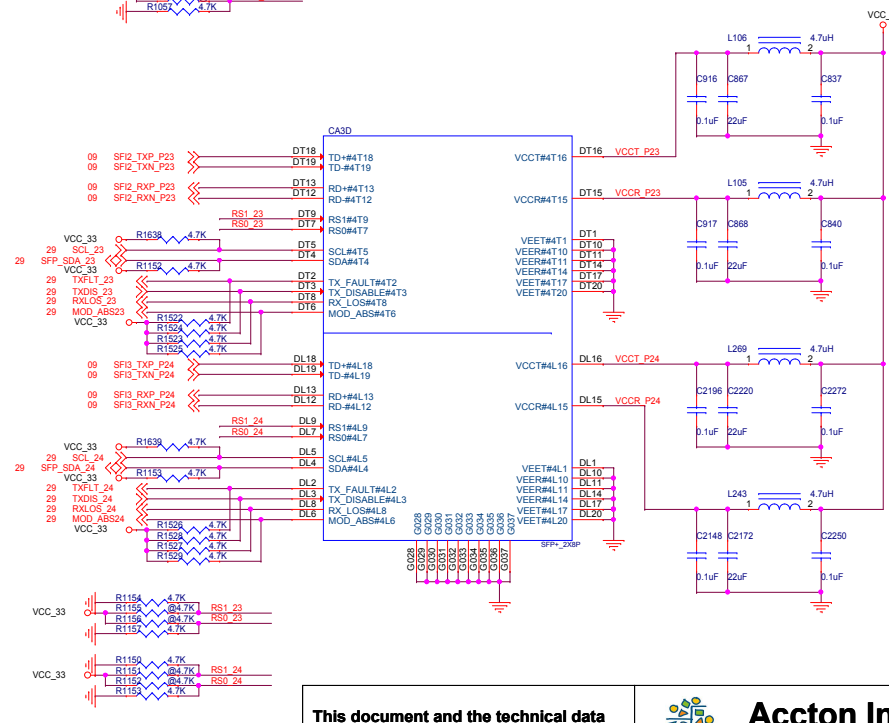 R1057 4.7K
VCC_
L106 4.7uH
1 2
C916 C867 C837
0.1uF 22uF 0.1uF
CA3D
09 SFI2_TXP_P23 DT18 TD+#4T18 VCCT#4T16 DT16 VCCT_P23
09 SFI2_TXN_P23 DT19 TD-#4T19
09 SFI2_RXP_P23 DT13 RD+#4T13
09 SFI2_RXN_P23 DT12 RD-#4T12 VCCR#4T15 DT15 VCCR_P23
L105 4.7uH
1 2
RS1_23 DT9 RS1#4T9
RS0_23 DT7 RS0#4T7
C917 C868 C840
0.1uF 22uF 0.1uF
VCC_33 R1638 4.7K
29 SCL_23 DT5 SCL#4T5
29 SFP_SDA_23 DT4 SDA#4T4
VCC_33 R1152 4.7K
29 TXFLT_23 DT2 TX_FAULT#4T2
29 TXDIS_23 DT3 TX_DISABLE#4T3
29 RXLOS_23 DT8 RX_LOS#4T8
29 MOD_ABS23 DT6 MOD_ABS#4T6
VEET#4T1 DT1
VEER#4T10 DT10
VEER#4T11 DT11
VEER#4T14 DT14
VEET#4T17 DT17
VEET#4T20 DT20
VCC_33 R1522 4.7K
R1524 4.7K
R1523 4.7K
R1525 4.7K
09 SFI3_TXP_P24 DL18 TD+#4L18 VCCT#4L16 DL16 VCCT_P24
09 SFI3_TXN_P24 DL19 TD-#4L19
L269 4.7uH
1 2
C2196 C2220 C2272
0.1uF 22uF 0.1uF
09 SFI3_RXP_P24 DL13 RD+#4L13
09 SFI3_RXN_P24 DL12 RD-#4L12 VCCR#4L15 DL15 VCCR_P24
RS1_24 DL9 RS1#4L9
RS0_24 DL7 RS0#4L7
VCC_33 R1639 4.7K
29 SCL_24 DL5 SCL#4L5
29 SFP_SDA_24 DL4 SDA#4L4
VCC_33 R1153 4.7K
29 TXFLT_24 DL2 TX_FAULT#4L2
29 TXDIS_24 DL3 TX_DISABLE#4L3
29 RXLOS_24 DL8 RX_LOS#4L8
29 MOD_ABS24 DL6 MOD_ABS#4L6
VEET#4L1 DL1
VEER#4L10 DL10
VEER#4L11 DL11
VEER#4L14 DL14
VEET#4L17 DL17
VEET#4L20 DL20
L243 4.7uH
1 2
C2148 C2172 C2250
0.1uF 22uF 0.1uF
VCC_33 R1526 4.7K
R1528 4.7K
R1527 4.7K
R1529 4.7K
G028 G029 G030 G031 G032 G033 G034 G035 G036 G037
SFP+_2X8P
G028 G029 G030 G031 G032 G033 G034 G035 G036 G037
R1154 4.7K
VCC_33 R1155 @4.7K RS1_23
R1156 @4.7K RS0_23
R1157 4.7K
R1150 4.7K
VCC_33 R1151 @4.7K RS1_24
R1152 @4.7K RS0_24
R1153 4.7K
This document and the technical data
Accton In